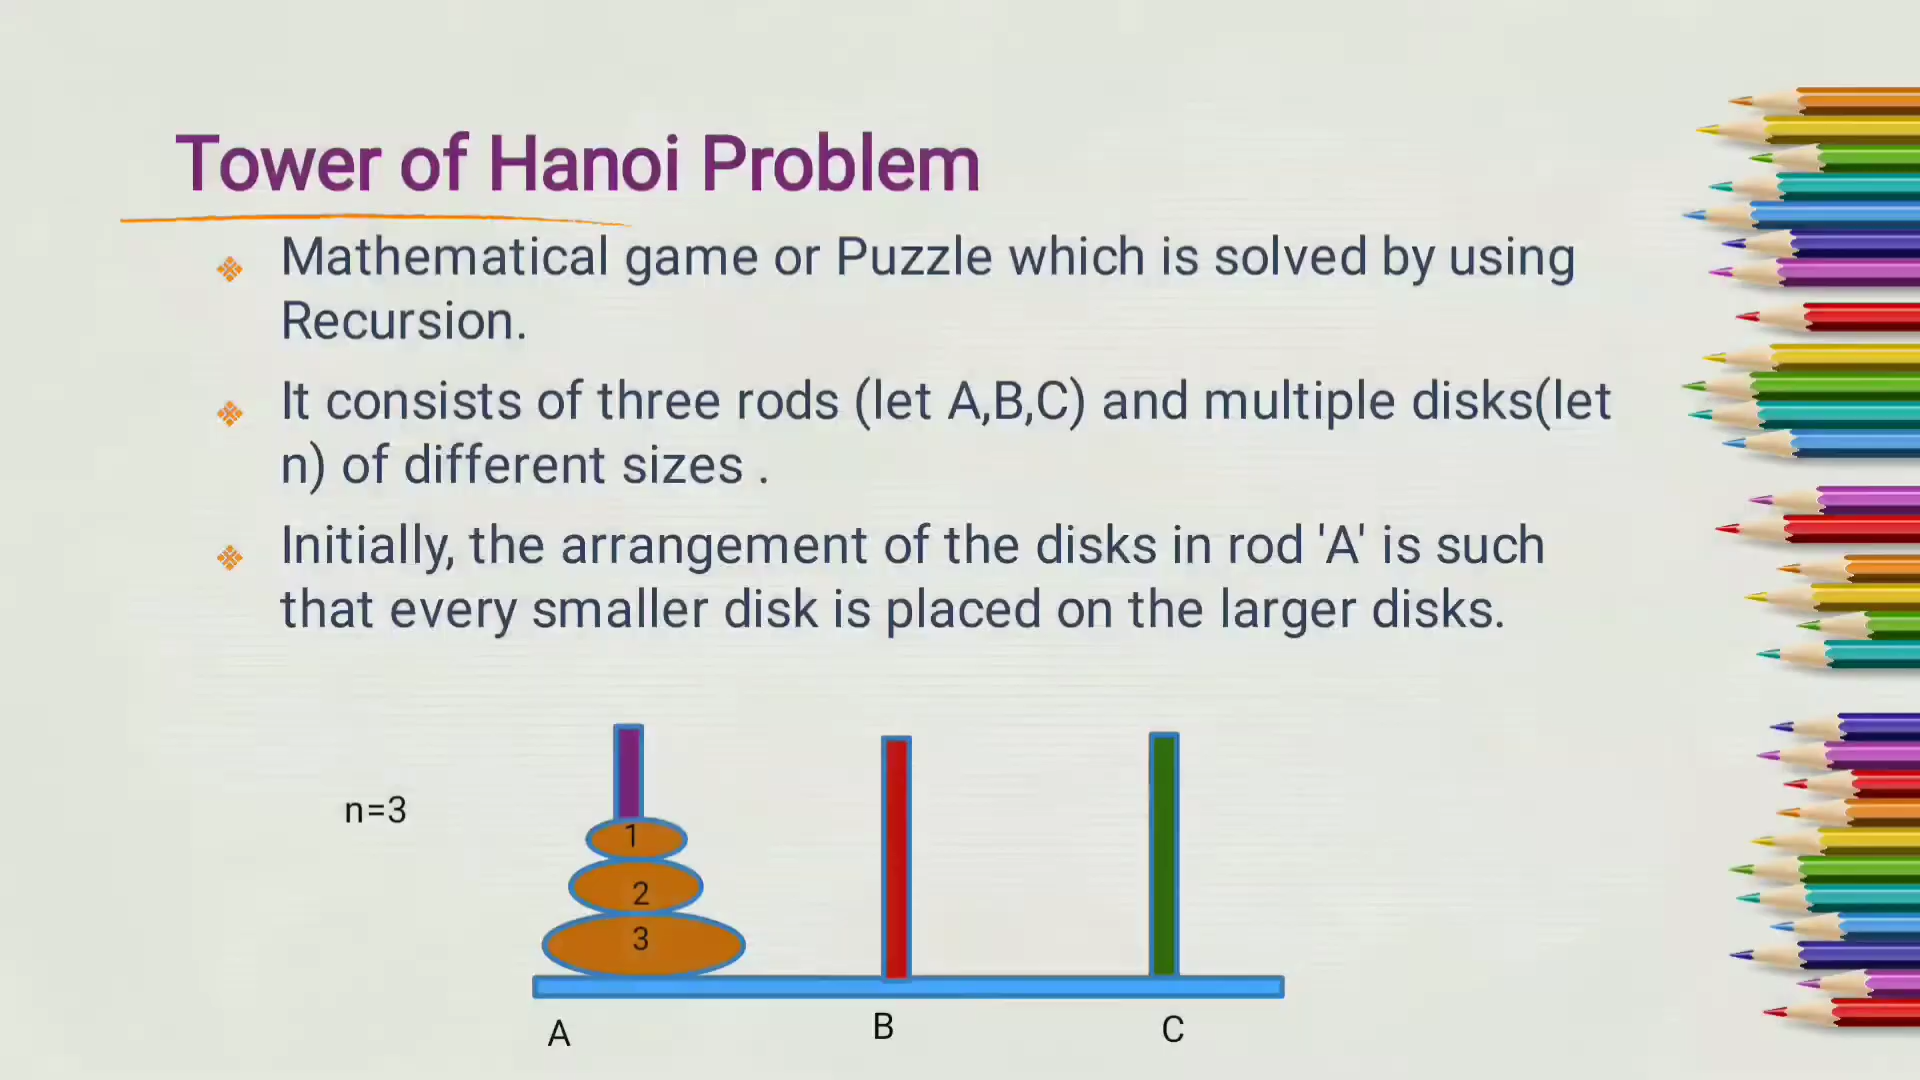 Tower of Hanoi Problem
Mathematical game or Puzzle which is solved by using
Recursion.
It consists of three rods (let A,B,C) and multiple disks(let
n) of different sizes .
Initially, the arrangement of the disks in rod 'A' is such
that every smaller disk is placed on the larger disks.
n=3
1
2
3
A
B
C